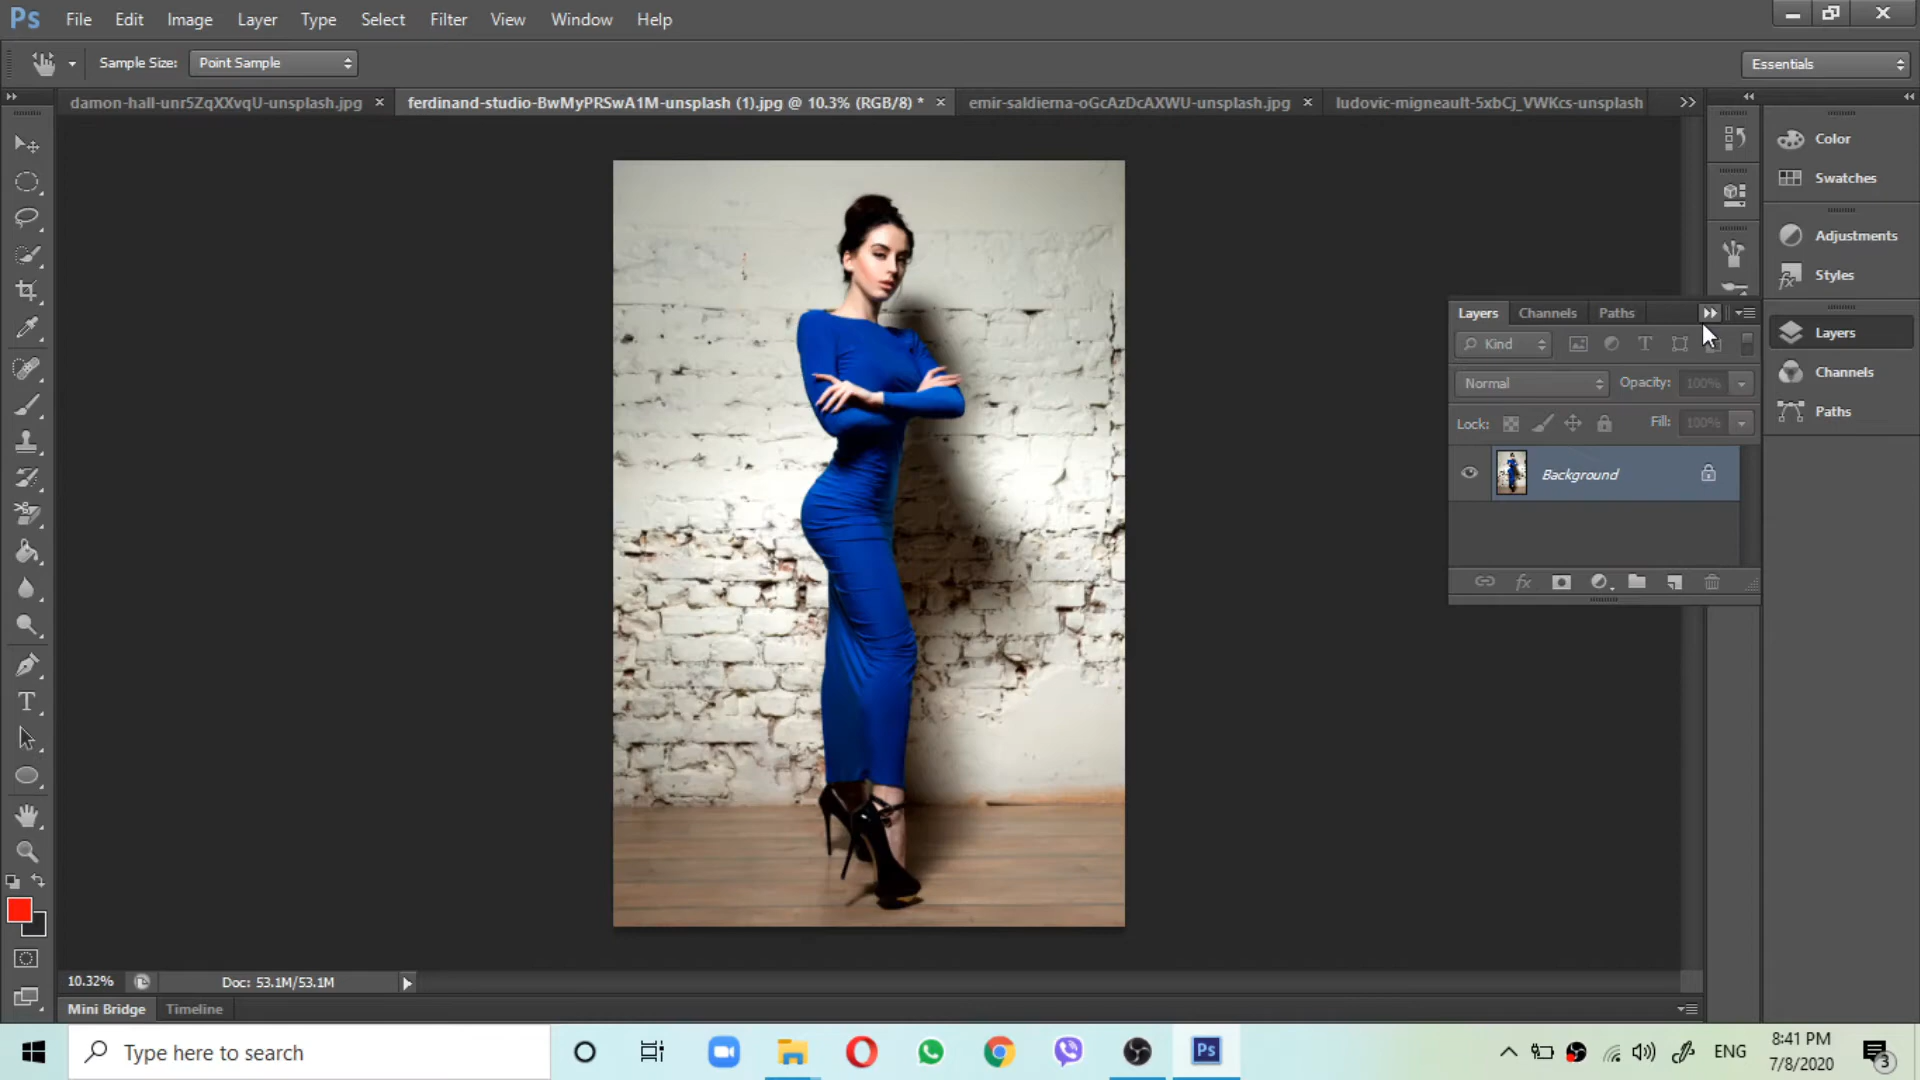 Ps File Edit Image Layer Type Select Filter View Window Help
Sample Size: Point Sample Essentials
damon-hall-unr5ZqXXvqU-unsplash.jpg × ferdinand-studio-BwMyPRSwA1M-unsplash (1).jpg @ 10.3% (RGB/8) * × emir-saldierna-oGcAzDcAXWU-unsplash.jpg × ludovic-migneault-5xbCj_VWKcs-unsplash
Color
Swatches
Adjustments
Styles
Layers Channels Paths
Layers
Kind
Channels
Normal Opacity: 100%
Paths
Lock: Fill: 100%
Background
10.32% Doc: 53.1M/53.1M
Mini Bridge Timeline
Type here to search
Ps
ENG
8:41 PM
7/8/2020
3